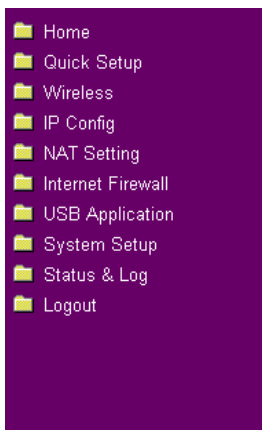 Home
Quick Setup
Wireless
IP Config
NAT Setting
Internet Firewall
USB Application
System Setup
Status & Log
Logout